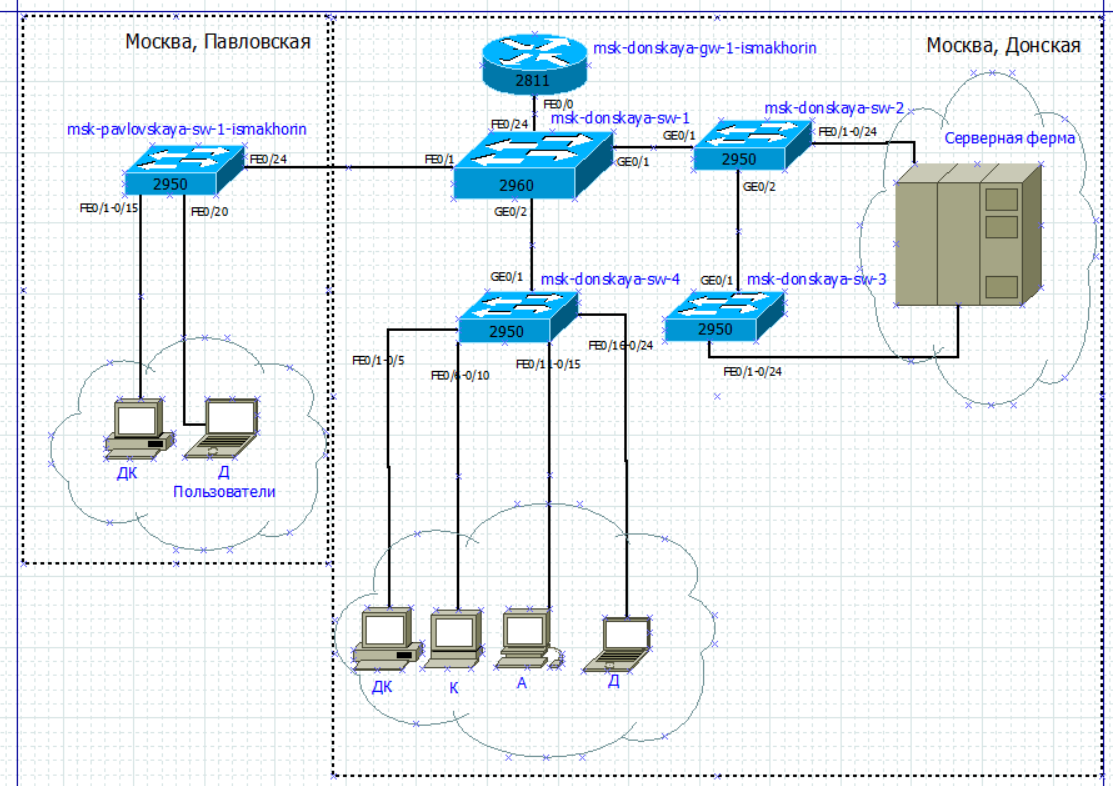 Москва, Павловская
Москва, Донская
msk-donskaya-gw-1-ismakhorin
2811
FE0/0
FE0/24
msk-donskaya-sw-1
msk-donskaya-sw-2
msk-pavlovskaya-sw-1-ismakhorin
GE0/1
FE0/1-0/24
Серверная ферма
FE0/24
FE0/1
GE0/1
2950
2950
2960
GE0/2
FE0/1-0/15
FE0/20
GE0/2
GE0/1
msk-donskaya-sw-4
GE0/1
msk-donskaya-sw-3
2950
2950
FE0/1-0/5
FE0/6-0/10
FE0/11-0/15
FE0/16-0/24
FE0/1-0/24
ДК
Д
Пользователи
ДК
К
А
Д